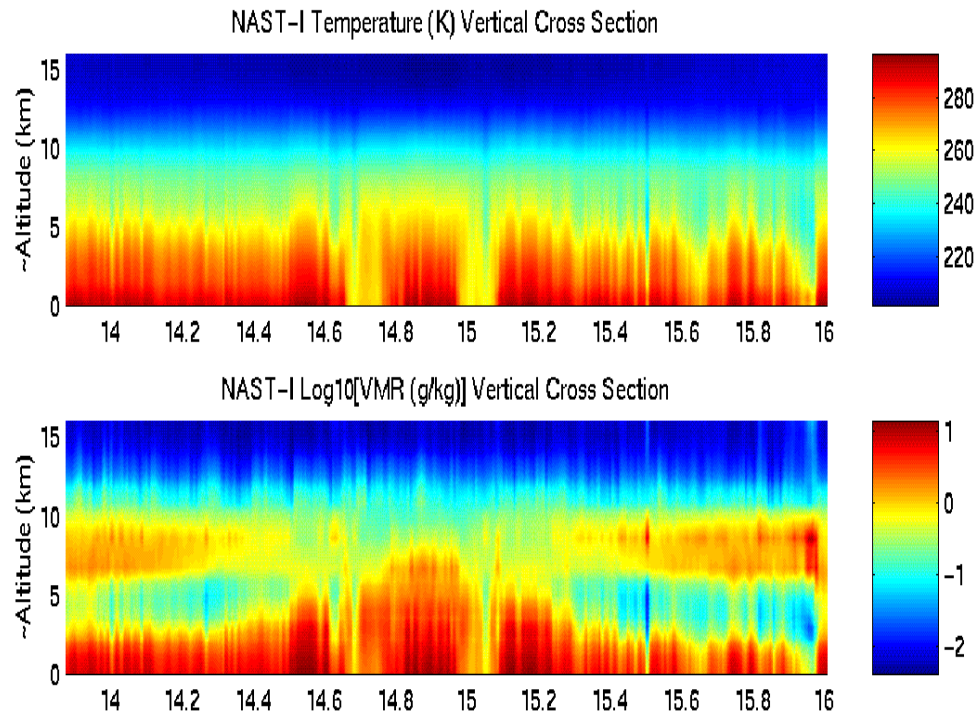 NAST-I Temperature (K) Vertical Cross Section
~Altitude (km)
15
10
5
0
14 14.2 14.4 14.6 14.8 15 15.2 15.4 15.6 15.8 16
280
260
240
220
NAST-I Log10[VMR (g/kg)] Vertical Cross Section
~Altitude (km)
15
10
5
0
14 14.2 14.4 14.6 14.8 15 15.2 15.4 15.6 15.8 16
1
0
-1
-2